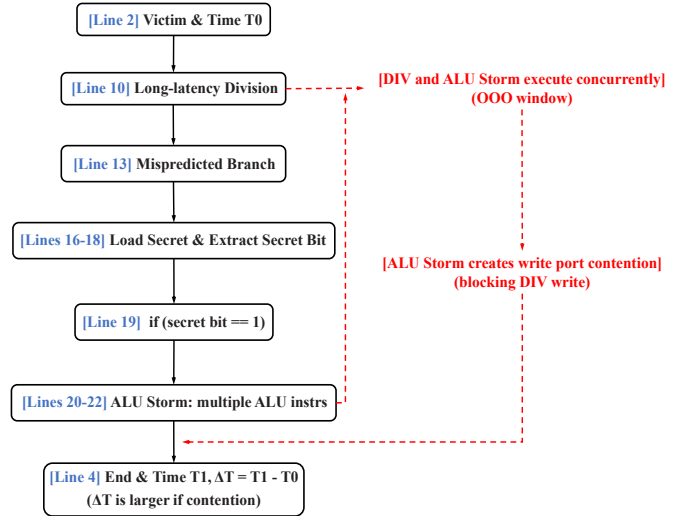 [Line 2] Victim & Time T0
[Line 10] Long-latency Division
[DIV and ALU Storm execute concurrently]
(OOO window)
[Line 13] Mispredicted Branch
[Lines 16-18] Load Secret & Extract Secret Bit
[ALU Storm creates write port contention]
(blocking DIV write)
[Line 19] if (secret bit == 1)
[Lines 20-22] ALU Storm: multiple ALU instrs
[Line 4] End & Time T1, ΔT = T1 - T0
(ΔT is larger if contention)